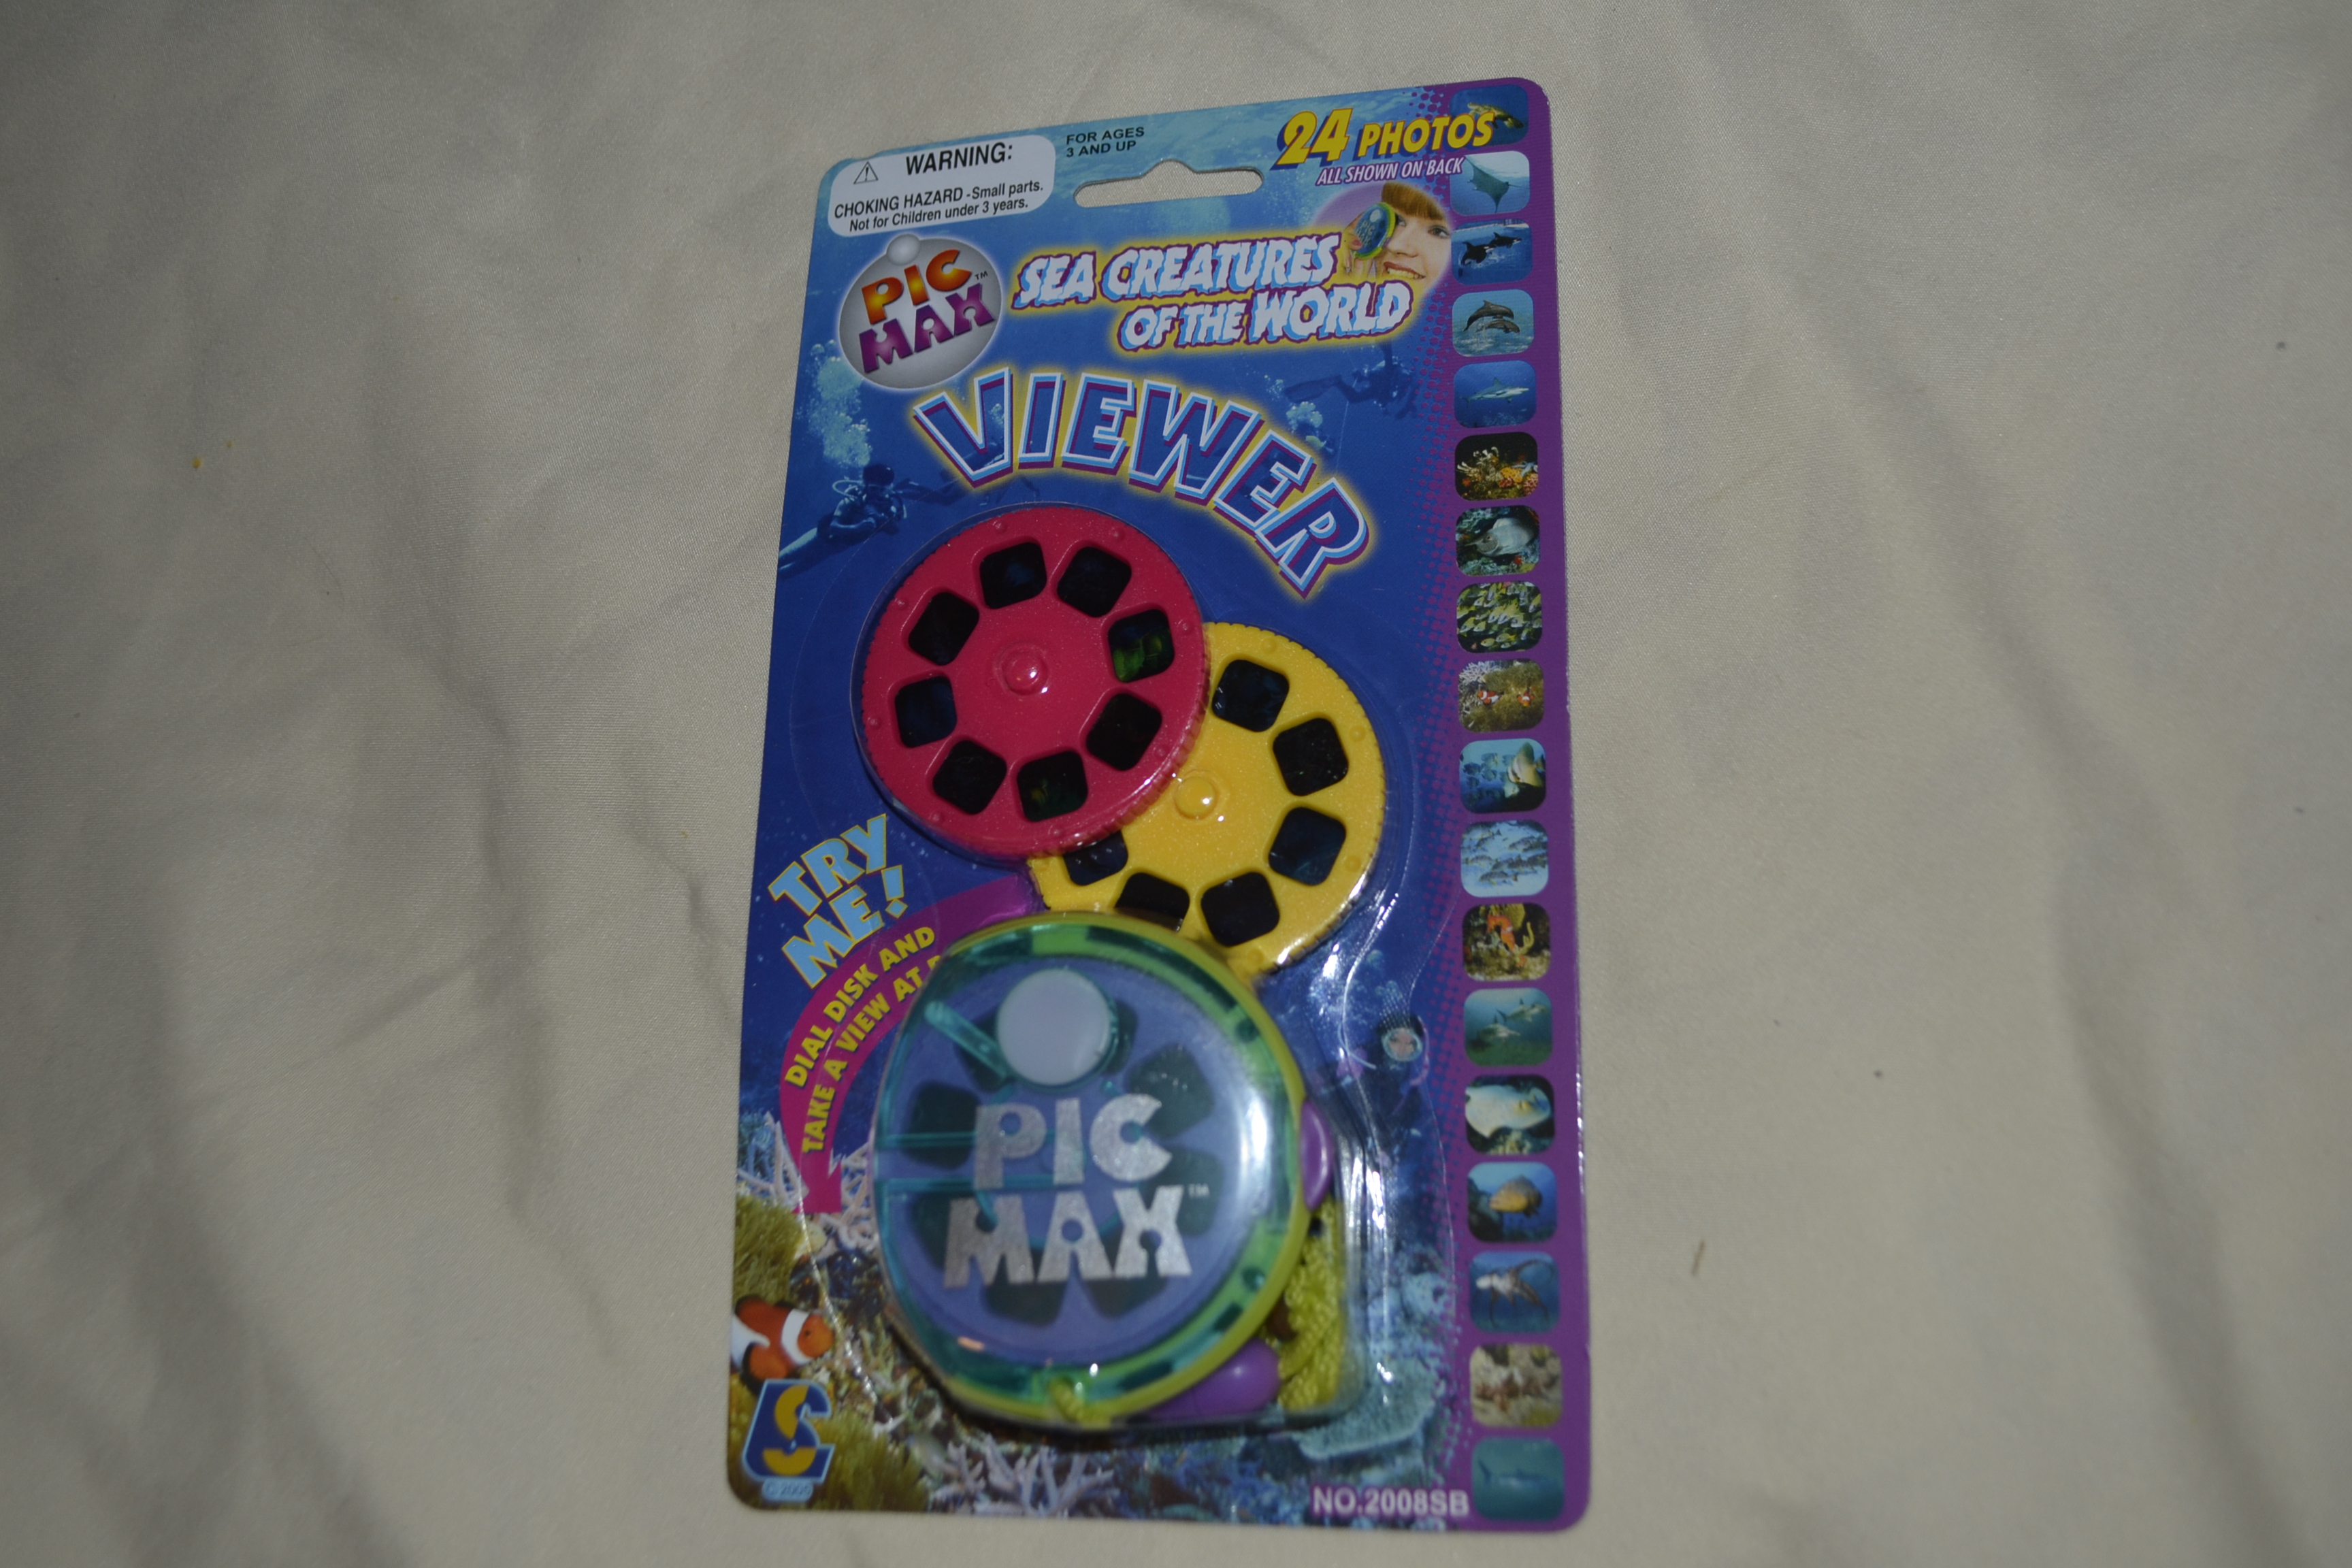 WARNING:
CHOKING HAZARD -Small parts.
Not for Children under 3 years.
FOR AGES
3 AND UP
24 PHOTOS
ALL SHOWN ON BACK
PIC™
MAX
SEA CREATURES
OF THE WORLD
VIEWER
TRY
ME!
DIAL DISK AND
TAKE A VIEW AT
PIC
MAX™
NO.2008SB